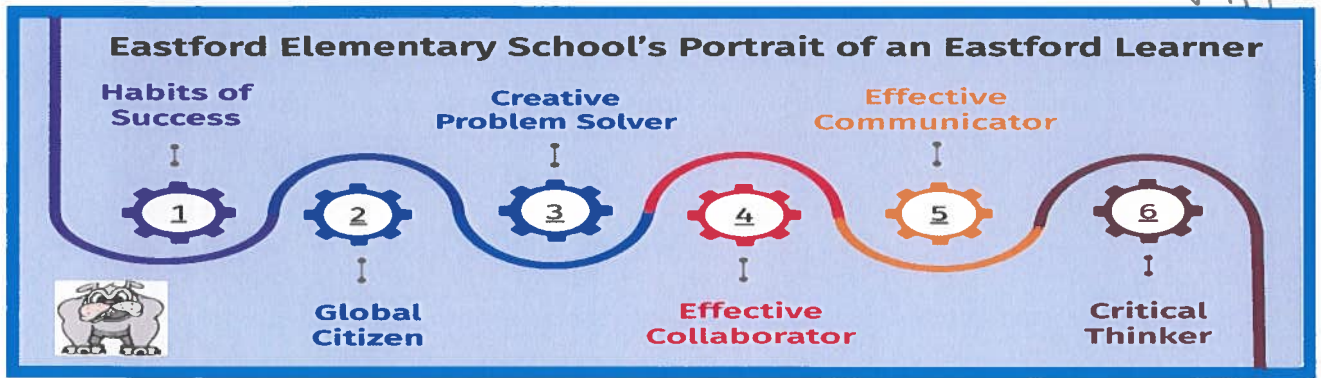 Eastford Elementary School's Portrait of an Eastford Learner
Habits of
Success
Creative
Problem Solver
Effective
Communicator
1
2
3
4
5
6
Global
Citizen
Effective
Collaborator
Critical
Thinker